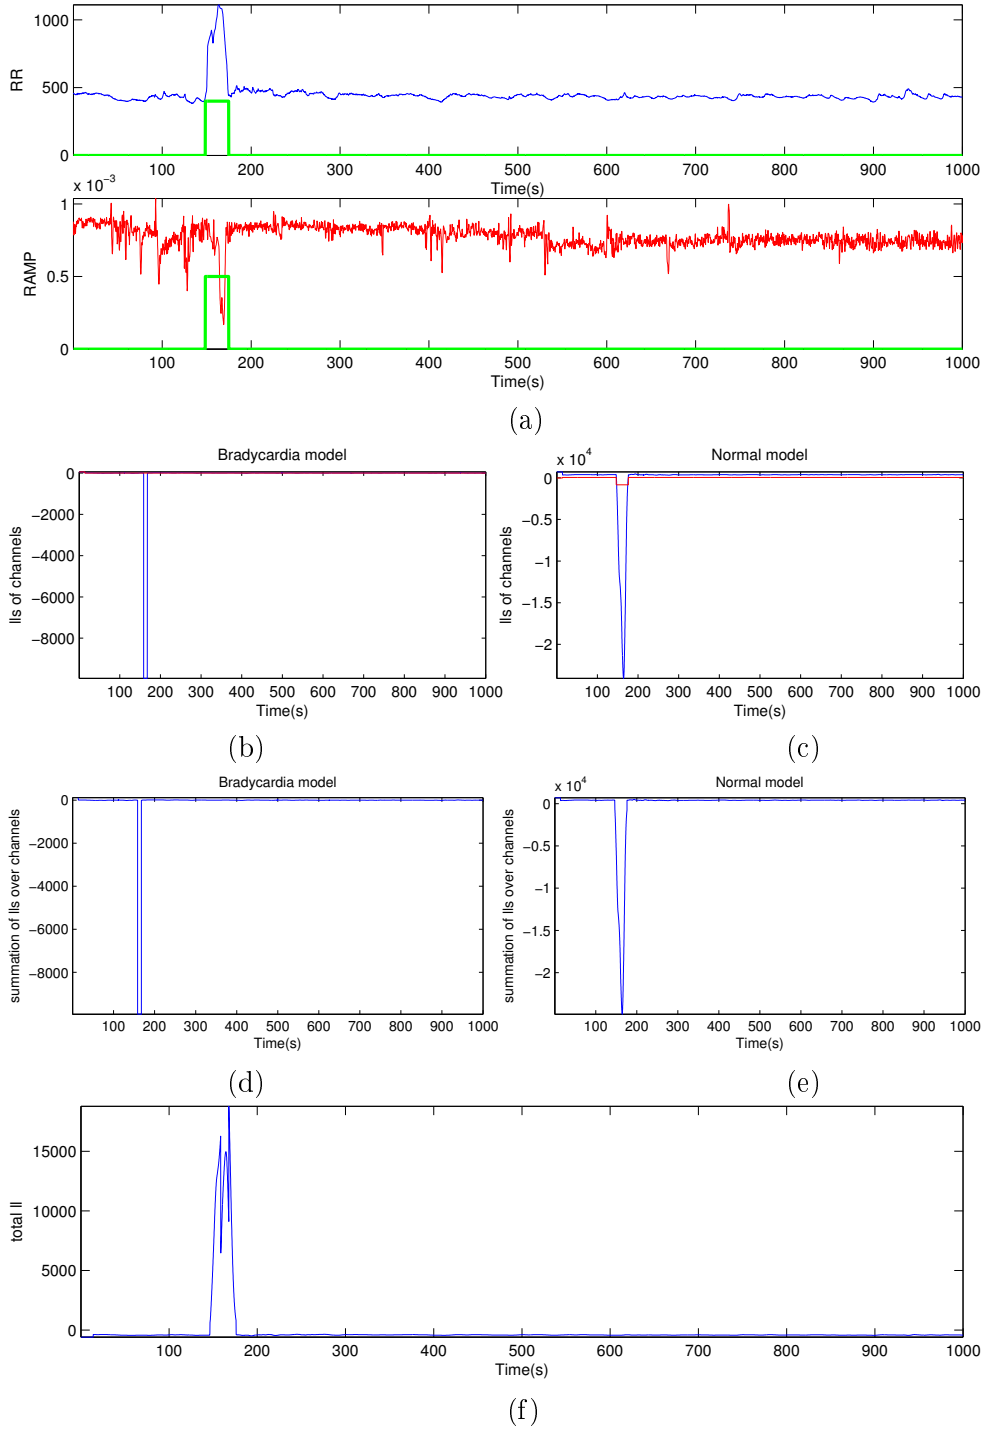 1000
500
0
RR
100 200 300 400 500 600 700 800 900 1000
Time(s)
x 10^-3
1
0.5
0
RAMP
100 200 300 400 500 600 700 800 900 1000
Time(s)
(a)
Bradycardia model
0
−2000
−4000
−6000
−8000
lls of channels
100 200 300 400 500 600 700 800 900 1000
Time(s)
(b)
Normal model
x 10^4
0
−0.5
−1
−1.5
−2
lls of channels
100 200 300 400 500 600 700 800 900 1000
Time(s)
(c)
Bradycardia model
0
−2000
−4000
−6000
−8000
summation of lls over channels
100 200 300 400 500 600 700 800 900 1000
Time(s)
(d)
Normal model
x 10^4
0
−0.5
−1
−1.5
−2
summation of lls over channels
100 200 300 400 500 600 700 800 900 1000
Time(s)
(e)
15000
10000
5000
0
total ll
100 200 300 400 500 600 700 800 900 1000
Time(s)
(f)